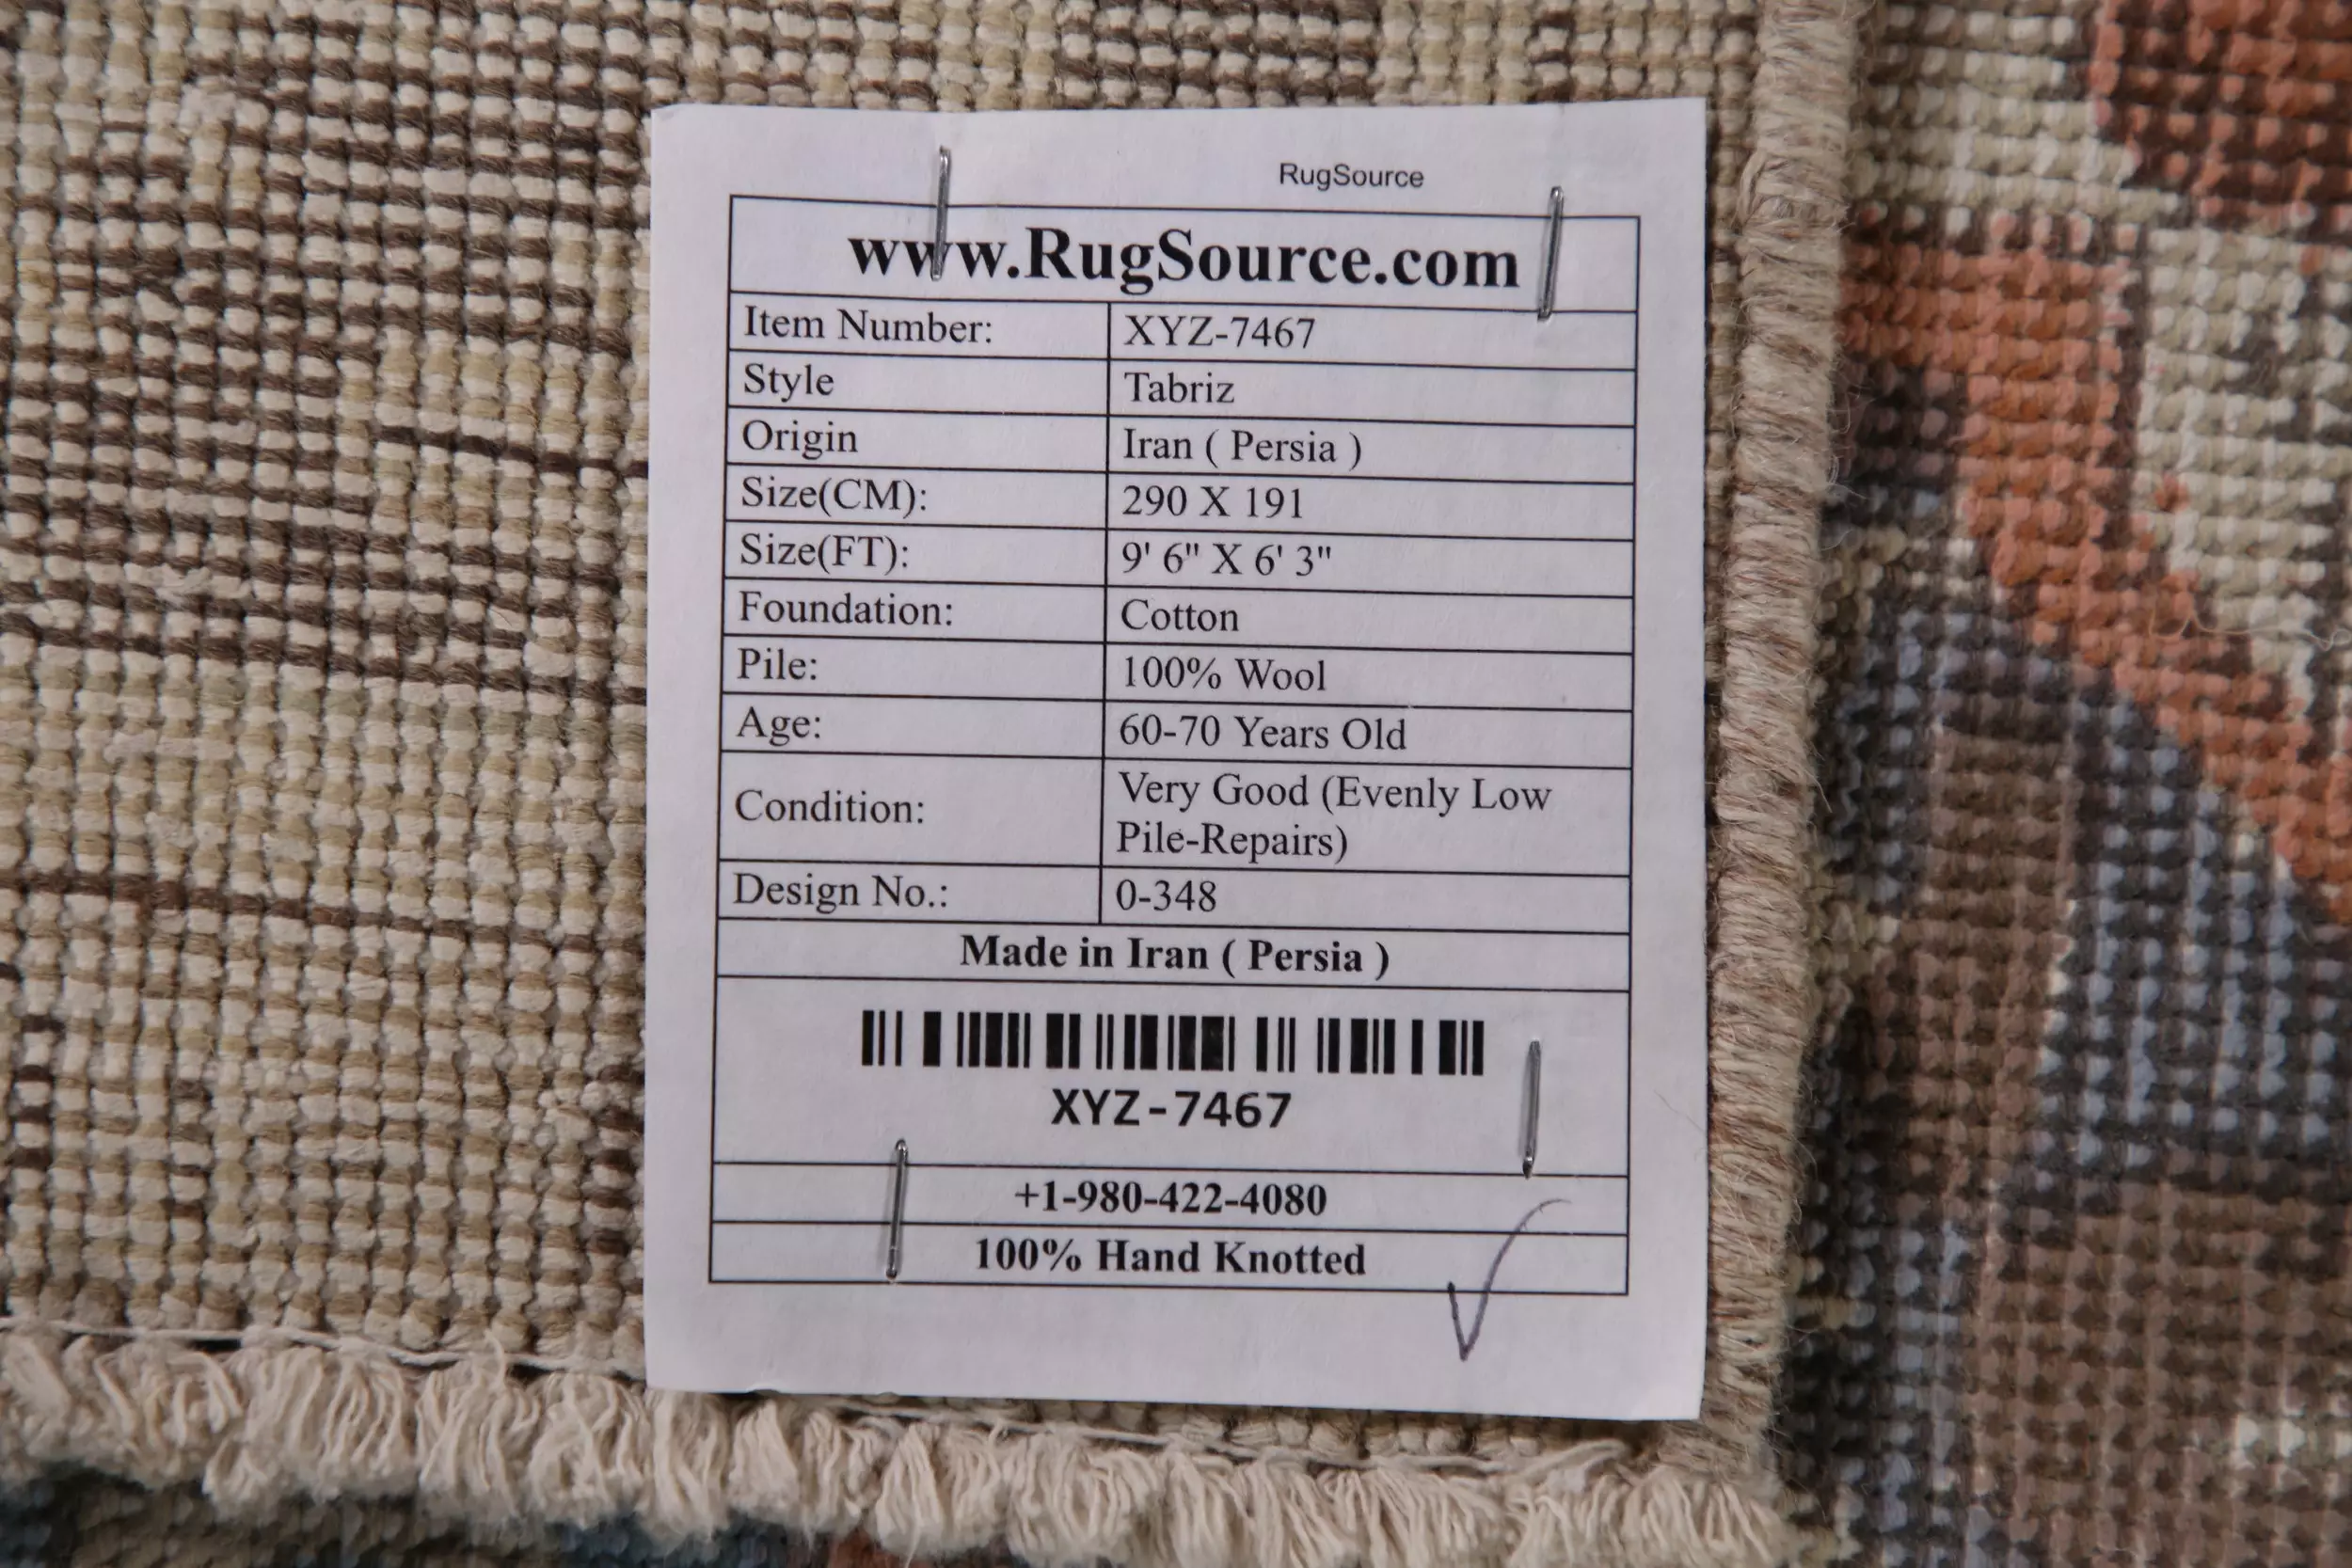 RugSource
www.RugSource.com
Item Number: XYZ-7467
Style Tabriz
Origin Iran ( Persia )
Size(CM): 290 X 191
Size(FT): 9' 6" X 6' 3"
Foundation: Cotton
Pile: 100% Wool
Age: 60-70 Years Old
Condition: Very Good (Evenly Low
Pile-Repairs)
Design No.: 0-348
Made in Iran ( Persia )
XYZ-7467
+1-980-422-4080
100% Hand Knotted